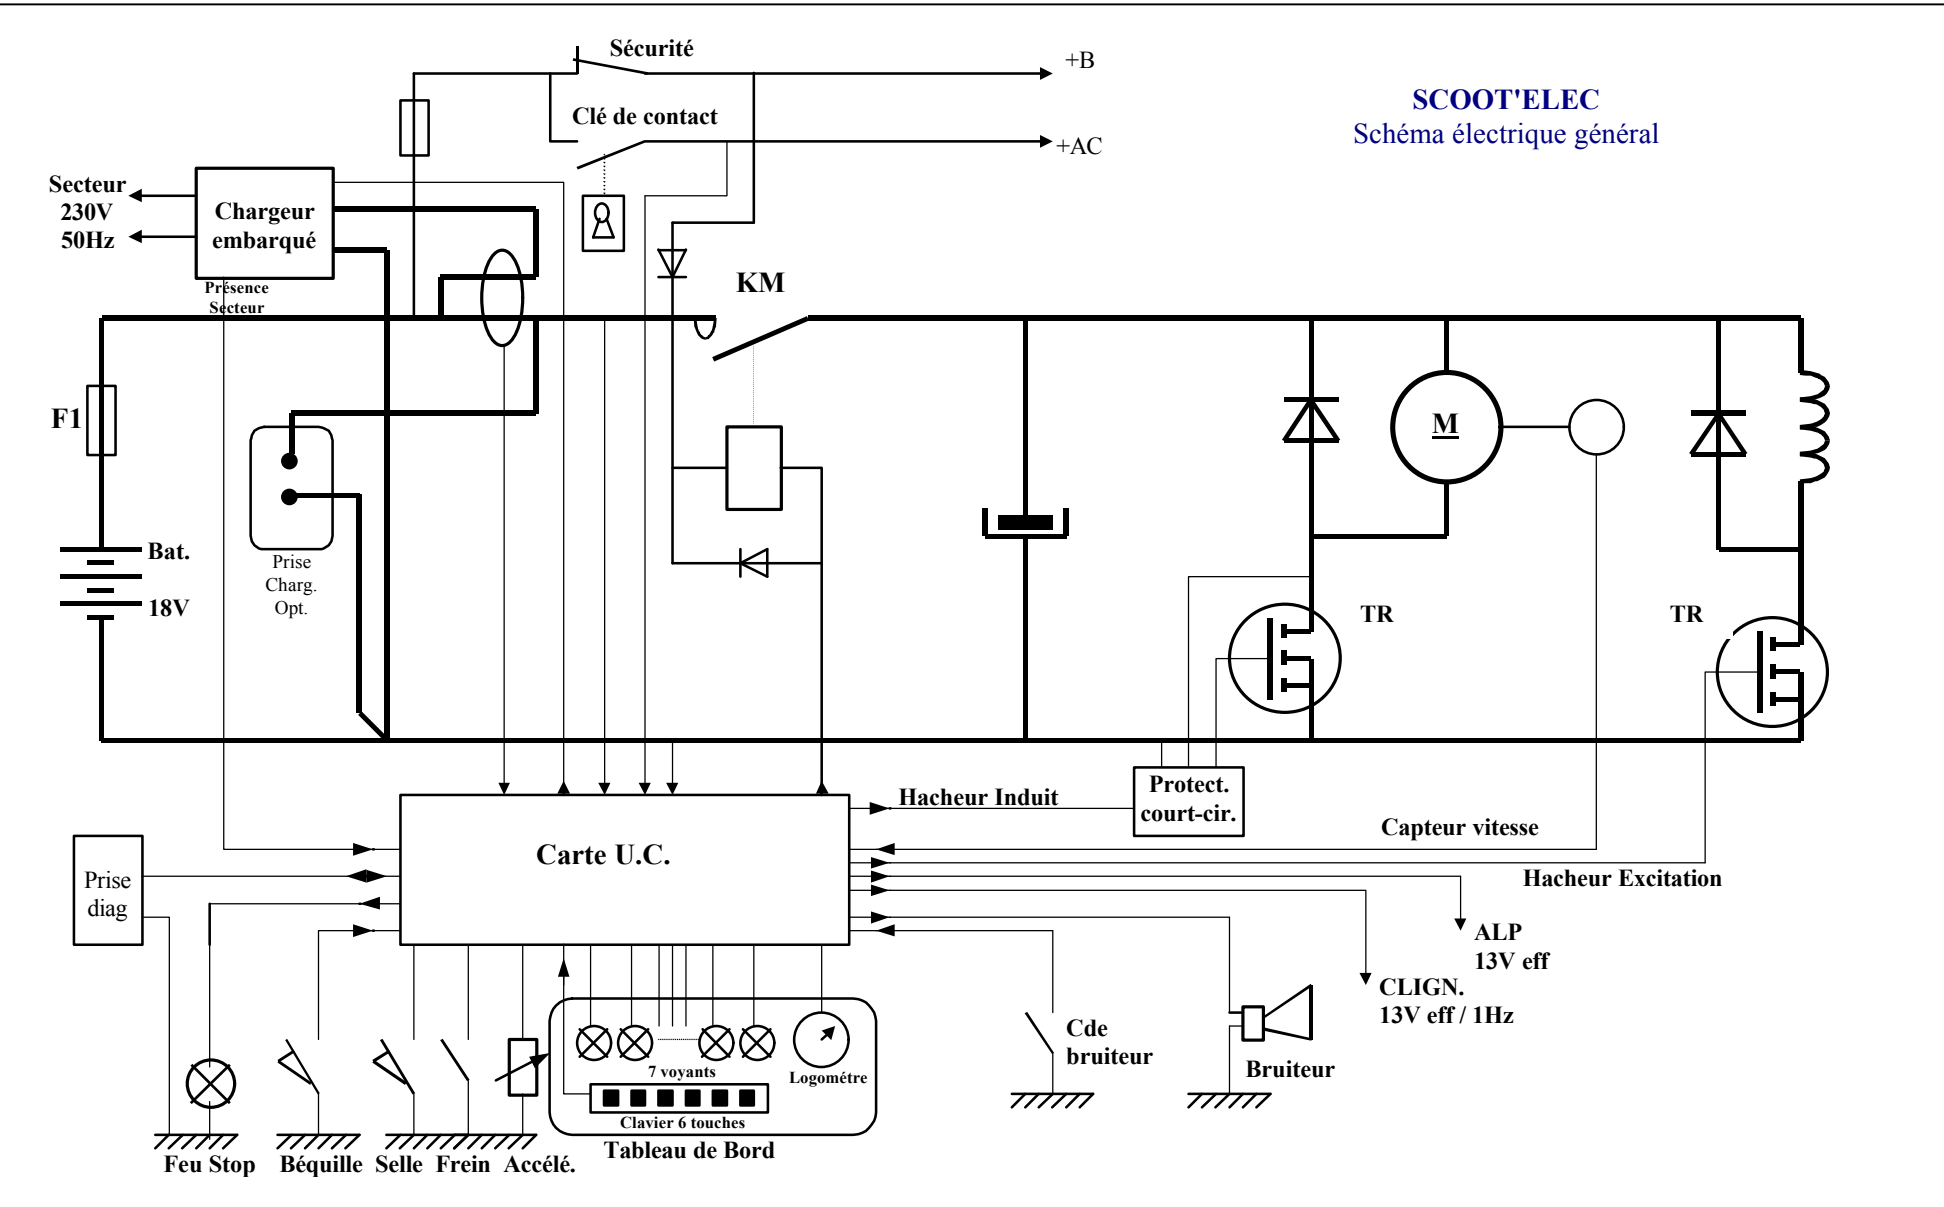 Sécurité
+B
SCOOT'ELEC
Schéma électrique général
Clé de contact
+AC
Secteur
230V
50Hz
Chargeur
embarqué
Présence
Secteur
KM
F1
M
Bat.
18V
Prise
Charg.
Opt.
TR
TR
Hacheur Induit
Protect.
court-cir.
Carte U.C.
Capteur vitesse
Hacheur Excitation
Prise
diag
ALP
13V eff
CLIGN.
13V eff / 1Hz
Cde
bruiteur
Bruiteur
7 voyants
Logométre
Clavier 6 touches
Tableau de Bord
Feu Stop
Béquille
Selle
Frein
Accélé.